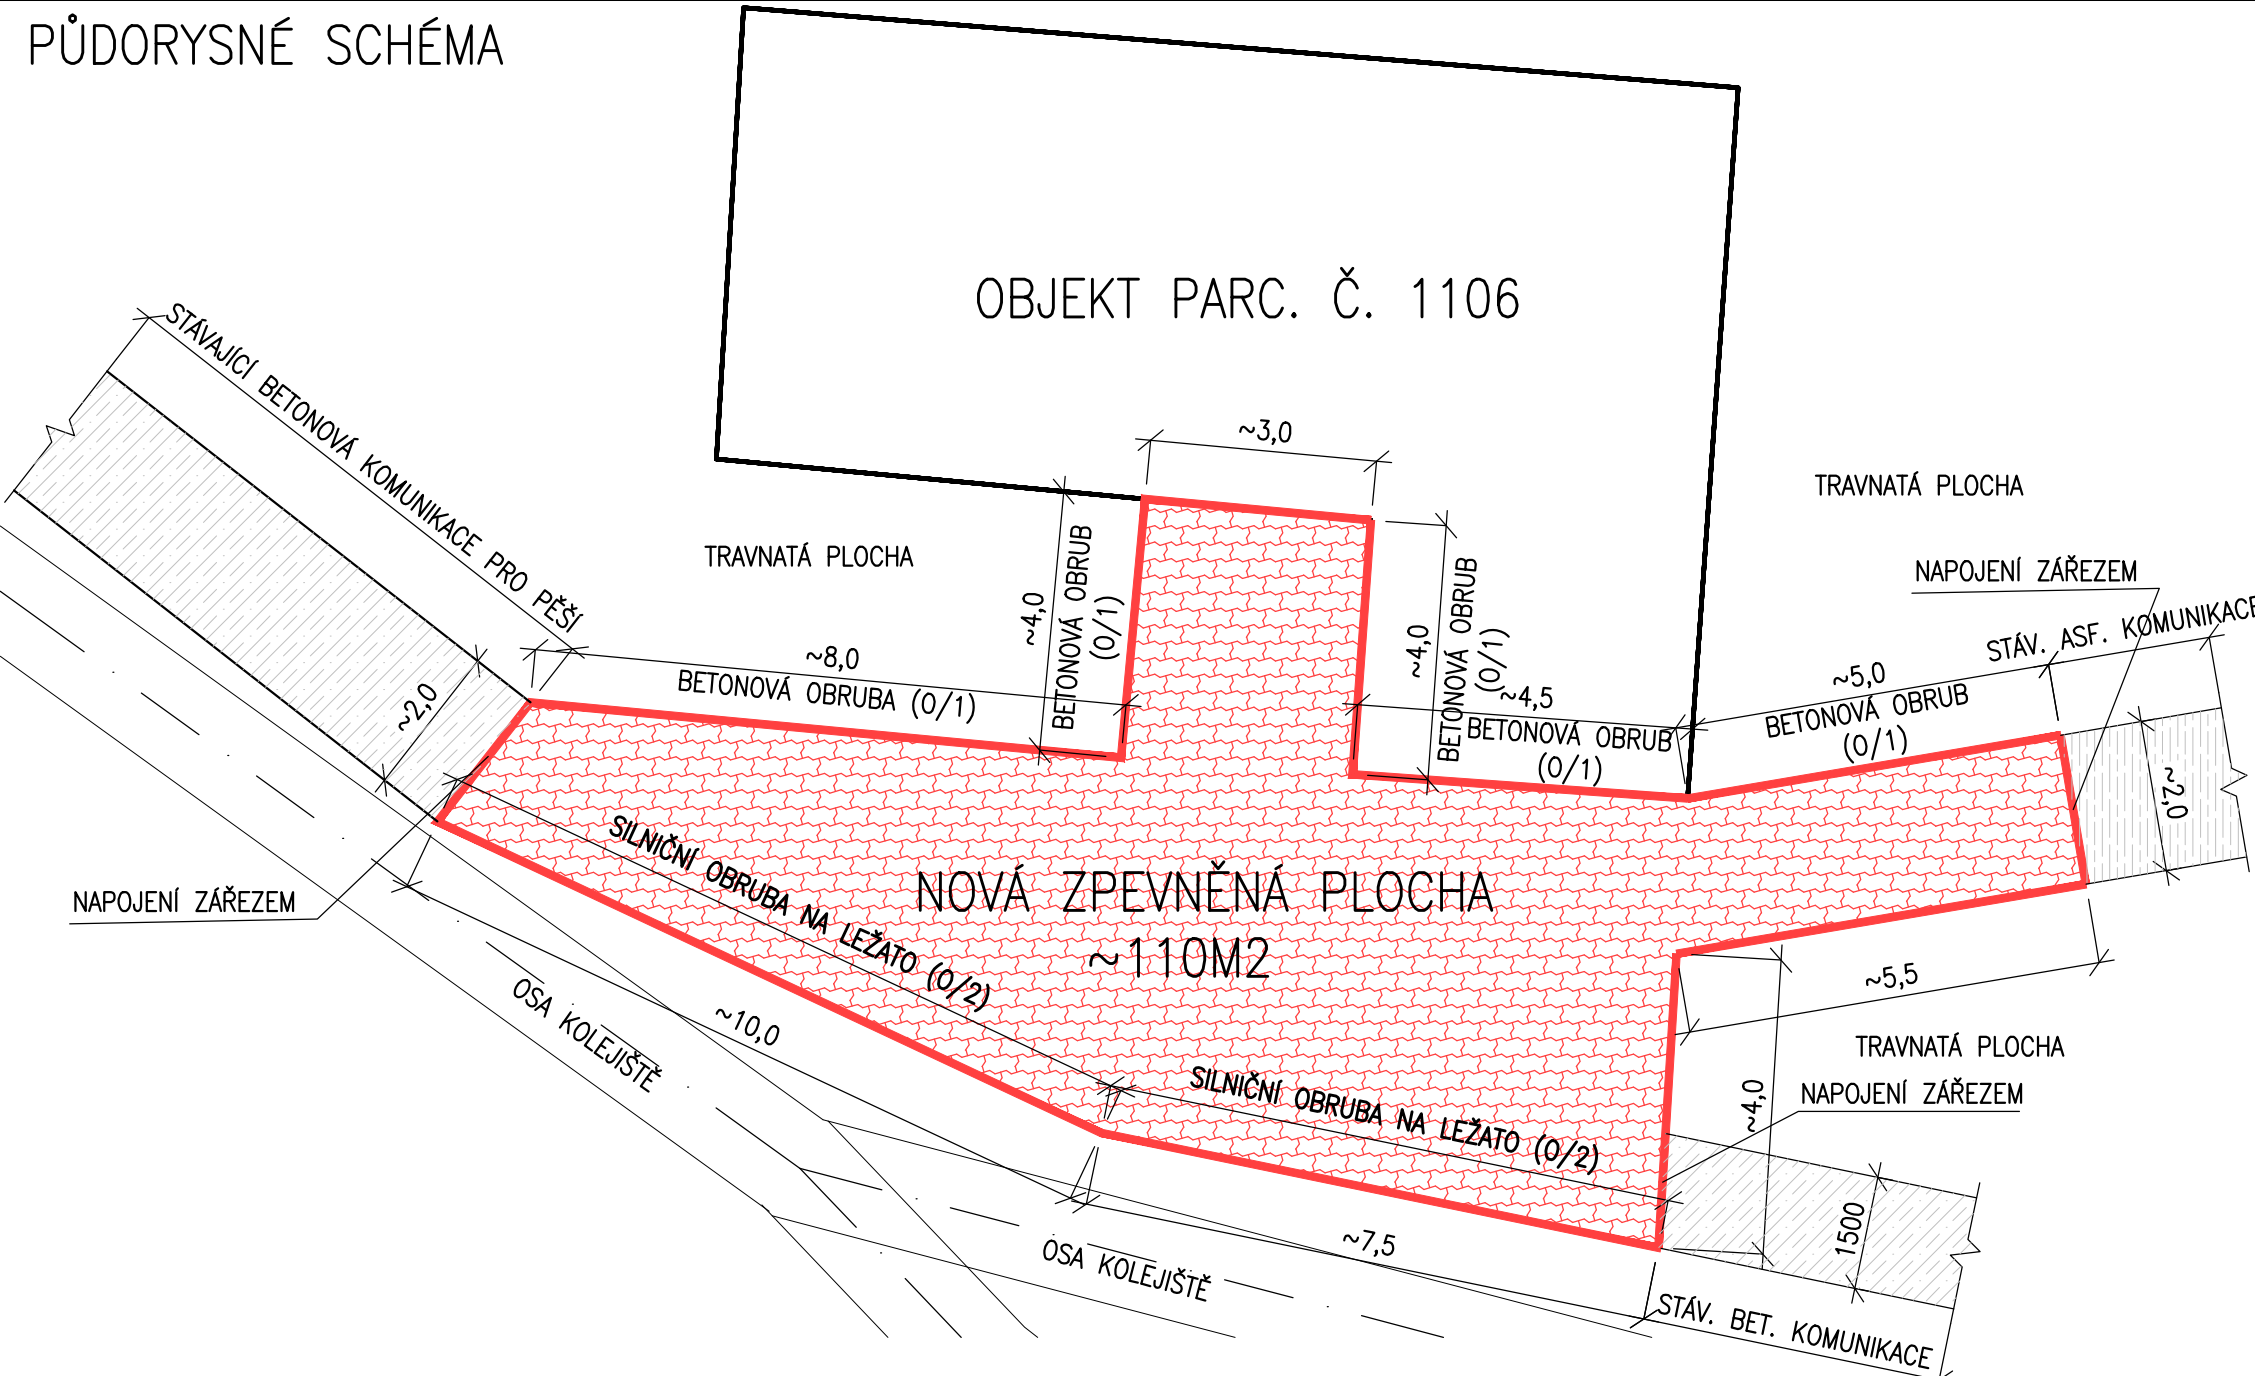 PŮDORYSNÉ SCHÉMA
OBJEKT PARC. Č. 1106
STÁVAJÍCÍ BETONOVÁ KOMUNIKACE PRO PĚŠÍ
~3,0
TRAVNATÁ PLOCHA
TRAVNATÁ PLOCHA
NAPOJENÍ ZÁŘEZEM
STÁV. ASF. KOMUNIKACE
~4,0
BETONOVÁ OBRUB
(0/1)
~4,0
BETONOVÁ OBRUB
(0/1)
~8,0
BETONOVÁ OBRUBA (0/1)
~2,0
~4,5
BETONOVÁ OBRUB
(0/1)
~5,0
BETONOVÁ OBRUB
(0/1)
~2,0
SILNIČNÍ OBRUBA NA LEŽATO (0/2)
NOVÁ ZPEVNĚNÁ PLOCHA
~110M2
NAPOJENÍ ZÁŘEZEM
~5,5
OSA KOLEJIŠTĚ
~10,0
TRAVNATÁ PLOCHA
NAPOJENÍ ZÁŘEZEM
~4,0
SILNIČNÍ OBRUBA NA LEŽATO (0/2)
1500
~7,5
OSA KOLEJIŠTĚ
STÁV. BET. KOMUNIKACE